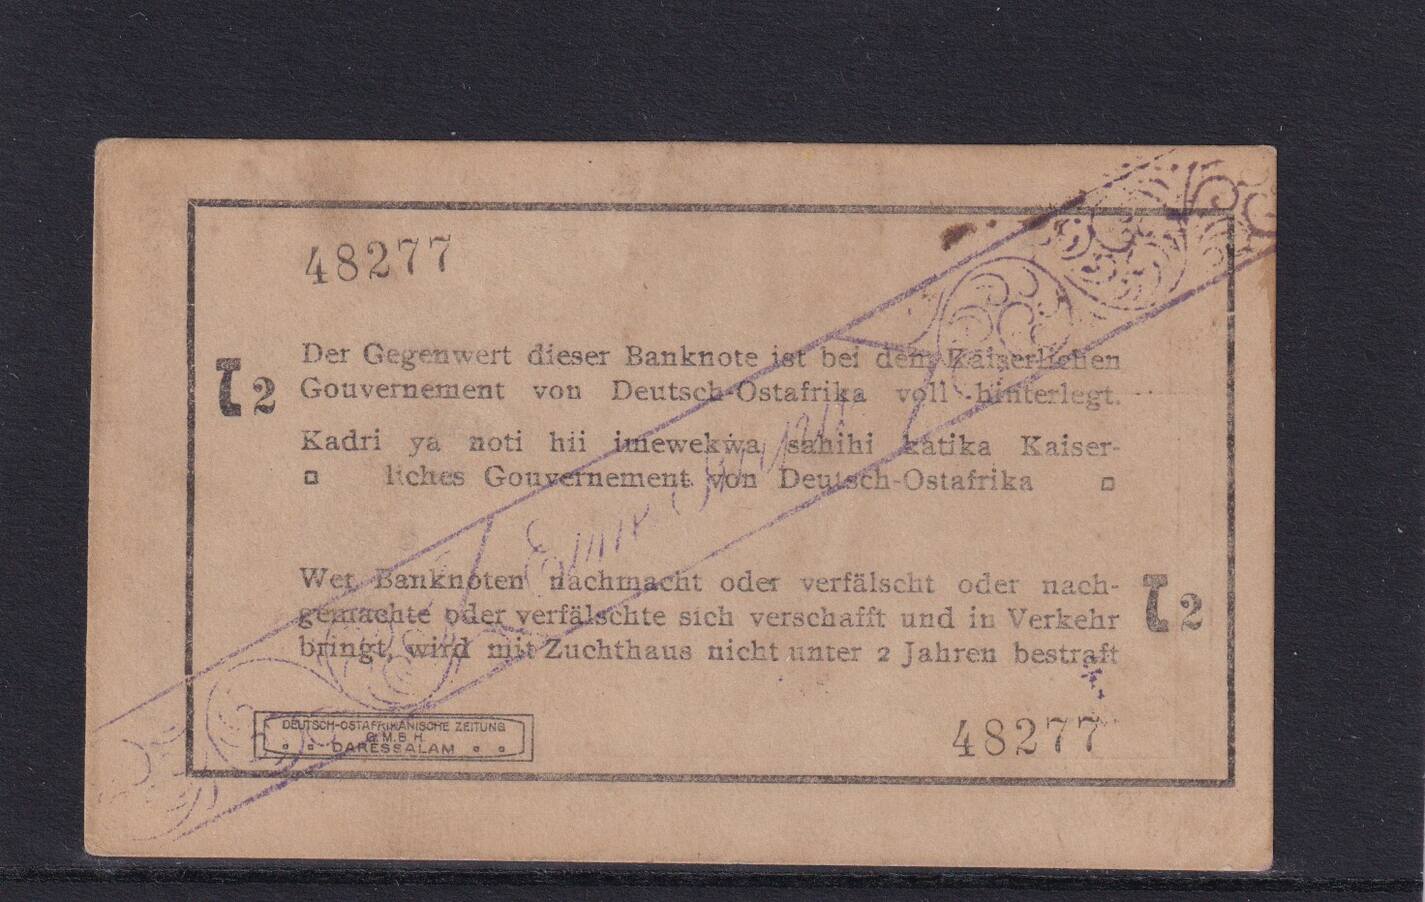 48277
Der Gegenwert dieser Banknote ist bei dem Kaiserlichen
Gouvernement von Deutsch-Ostafrika voll hinterlegt.
2
Kadri ya noti hii imewekwa sahihi katika Kaiser-
liches Gouvernement von Deutsch-Ostafrika
Wer Banknoten nachmacht oder verfälscht oder nach-
gemachte oder verfälschte sich verschafft und in Verkehr
bringt, wird mit Zuchthaus nicht unter 2 Jahren bestraft
2
DEUTSCH-OSTAFRIKANISCHE ZEITUNG
G.M.B.H.
DARESSALAM
48277